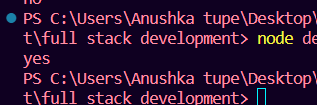 no
PS C:\Users\Anushka tupe\Desktop\
t\full stack development> node de
yes
PS C:\Users\Anushka tupe\Desktop\
t\full stack development>